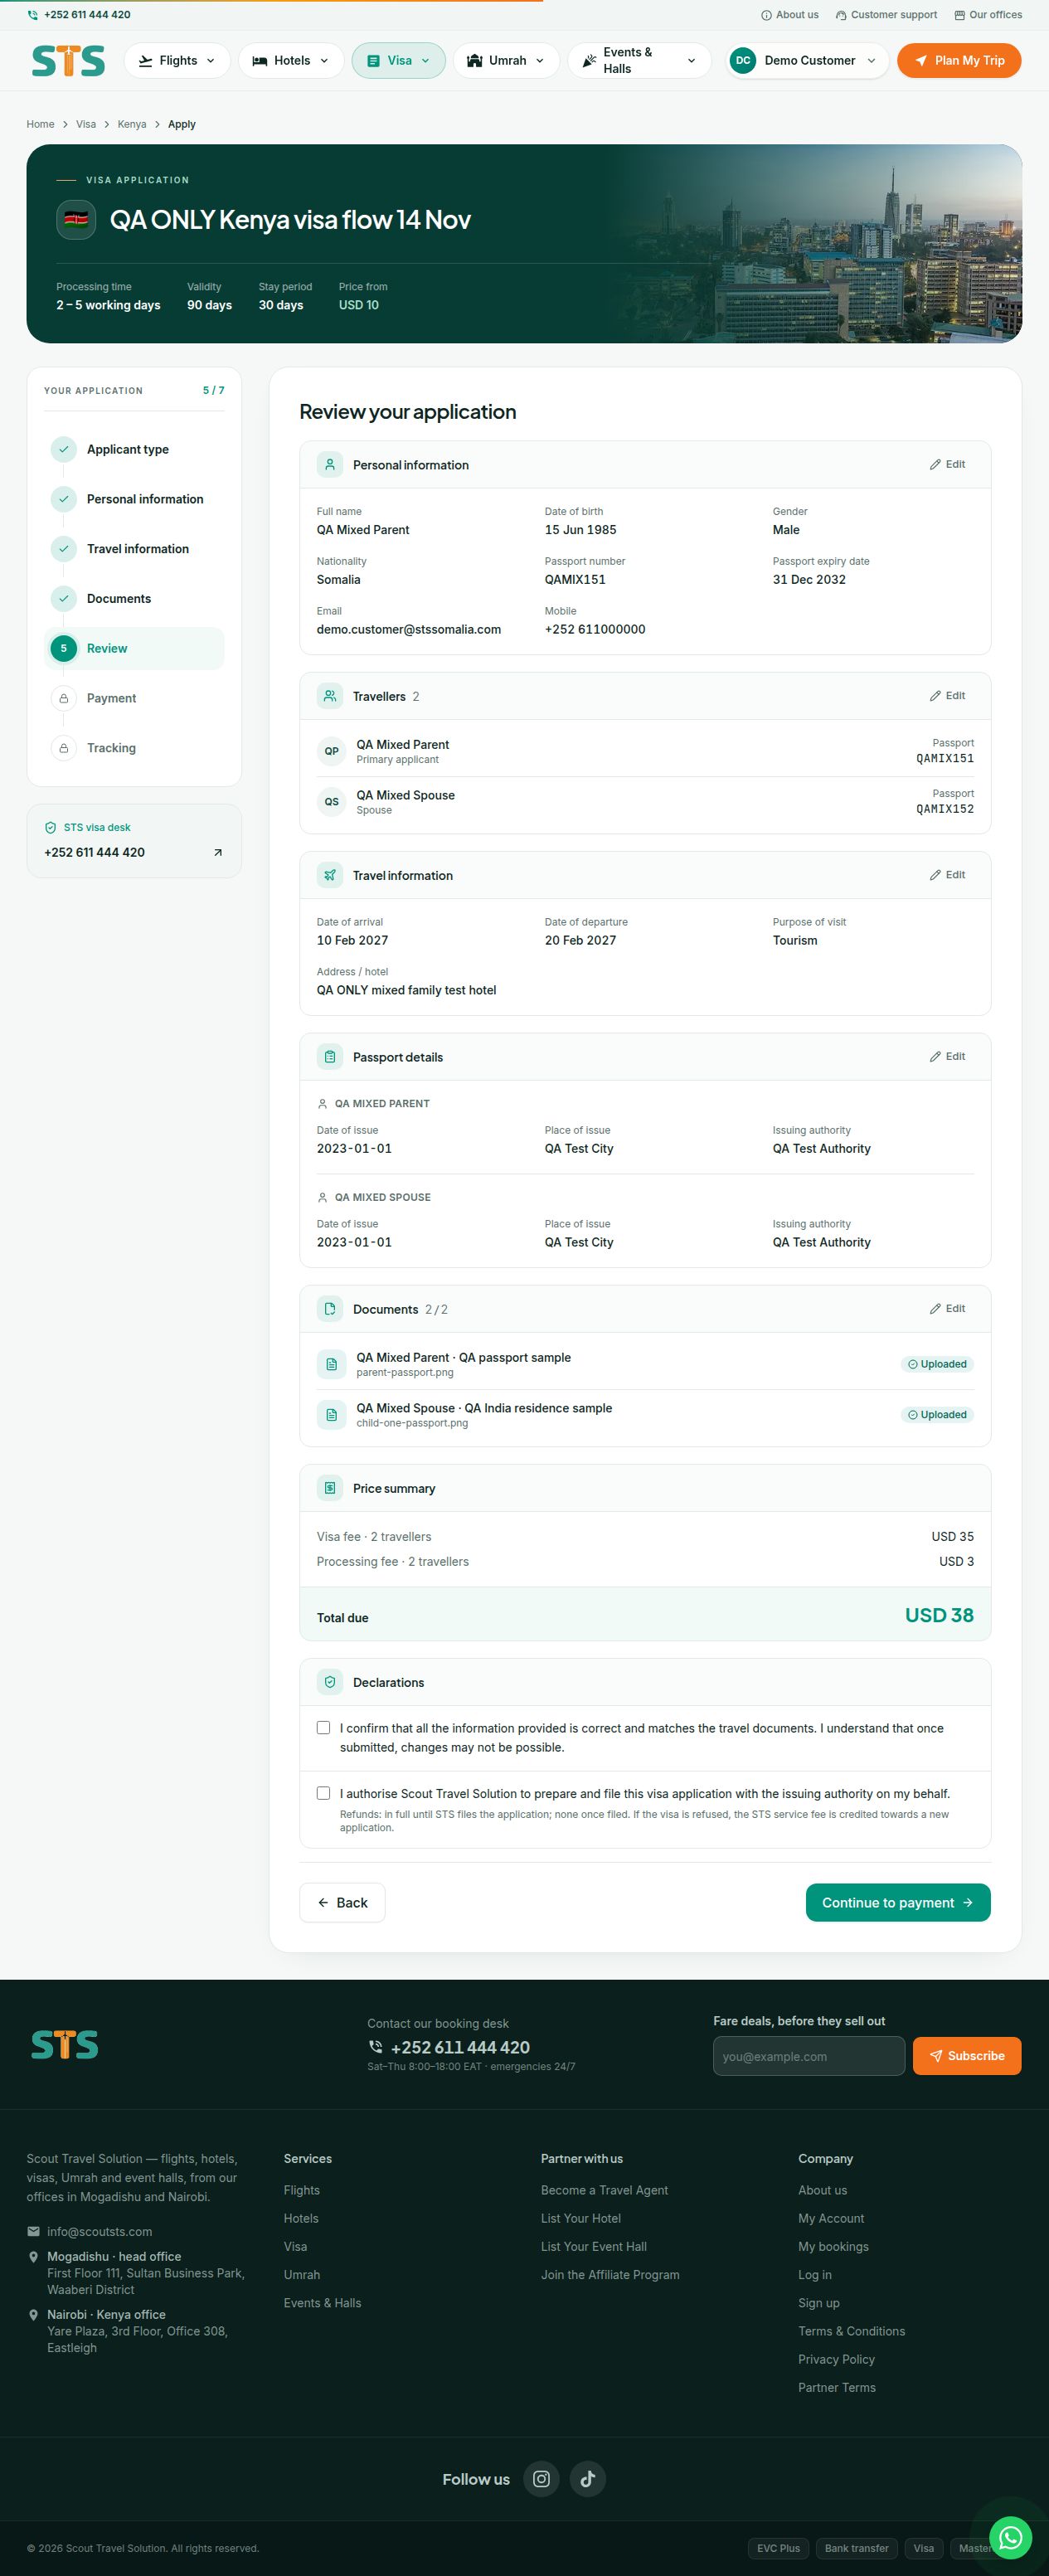 +252 611 444 420
About us
Customer support
Our offices
STS
Flights
Hotels
Visa
Umrah
Events &
Halls
DC
Demo Customer
Plan My Trip
Home > Visa > Kenya > Apply
VISA APPLICATION
QA ONLY Kenya visa flow 14 Nov
Processing time
2 – 5 working days
Validity
90 days
Stay period
30 days
Price from
USD 10
YOUR APPLICATION
5 / 7
Applicant type
Personal information
Travel information
Documents
5
Review
Payment
Tracking
STS visa desk
+252 611 444 420
Review your application
Personal information
Edit
Full name
QA Mixed Parent
Date of birth
15 Jun 1985
Gender
Male
Nationality
Somalia
Passport number
QAMIX151
Passport expiry date
31 Dec 2032
Email
demo.customer@stssomalia.com
Mobile
+252 611000000
Travellers 2
Edit
QP
QA Mixed Parent
Primary applicant
Passport
QAMIX151
QS
QA Mixed Spouse
Spouse
Passport
QAMIX152
Travel information
Edit
Date of arrival
10 Feb 2027
Date of departure
20 Feb 2027
Purpose of visit
Tourism
Address / hotel
QA ONLY mixed family test hotel
Passport details
Edit
QA MIXED PARENT
Date of issue
2023-01-01
Place of issue
QA Test City
Issuing authority
QA Test Authority
QA MIXED SPOUSE
Date of issue
2023-01-01
Place of issue
QA Test City
Issuing authority
QA Test Authority
Documents 2 / 2
Edit
QA Mixed Parent · QA passport sample
parent-passport.png
Uploaded
QA Mixed Spouse · QA India residence sample
child-one-passport.png
Uploaded
Price summary
Visa fee · 2 travellers
USD 35
Processing fee · 2 travellers
USD 3
Total due
USD 38
Declarations
I confirm that all the information provided is correct and matches the travel documents. I understand that once
submitted, changes may not be possible.
I authorise Scout Travel Solution to prepare and file this visa application with the issuing authority on my behalf.
Refunds: in full until STS files the application; none once filed. If the visa is refused, the STS service fee is credited towards a new
application.
Back
Continue to payment
STS
Contact our booking desk
+252 611 444 420
Sat–Thu 8:00–18:00 EAT · emergencies 24/7
Fare deals, before they sell out
you@example.com
Subscribe
Scout Travel Solution — flights, hotels,
visas, Umrah and event halls, from our
offices in Mogadishu and Nairobi.
info@scoutsts.com
Mogadishu · head office
First Floor 111, Sultan Business Park,
Waaberi District
Nairobi · Kenya office
Yare Plaza, 3rd Floor, Office 308,
Eastleigh
Services
Flights
Hotels
Visa
Umrah
Events & Halls
Partner with us
Become a Travel Agent
List Your Hotel
List Your Event Hall
Join the Affiliate Program
Company
About us
My Account
My bookings
Log in
Sign up
Terms & Conditions
Privacy Policy
Partner Terms
Follow us
© 2026 Scout Travel Solution. All rights reserved.
EVC Plus
Bank transfer
Visa
Master